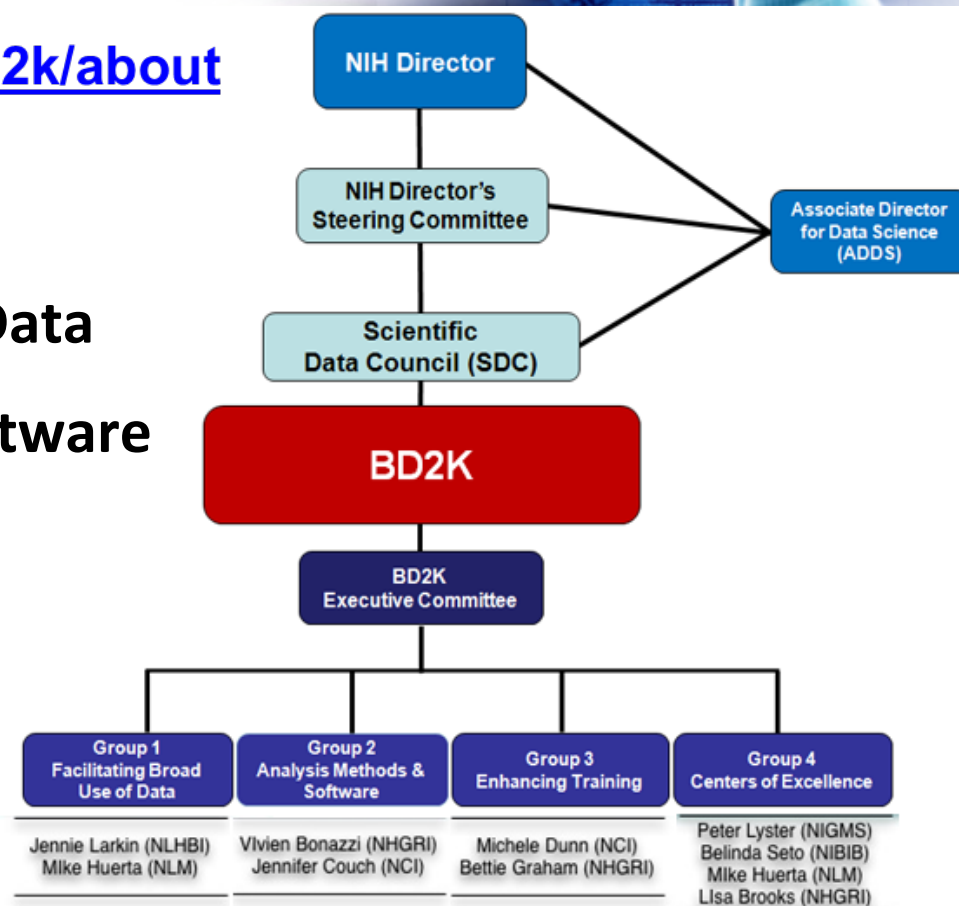 2k/about
NIH Director
NIH Director's
Steering Committee
Associate Director
for Data Science
(ADDS)
Data
Scientific
Data Council (SDC)
tware
BD2K
BD2K
Executive Committee
Group 1
Facilitating Broad
Use of Data
Jennie Larkin (NLHBI)
MIke Huerta (NLM)
Group 2
Analysis Methods &
Software
VIvien Bonazzi (NHGRI)
Jennifer Couch (NCI)
Group 3
Enhancing Training
Michele Dunn (NCI)
Bettie Graham (NHGRI)
Group 4
Centers of Excellence
Peter Lyster (NIGMS)
Belinda Seto (NIBIB)
MIke Huerta (NLM)
LIsa Brooks (NHGRI)